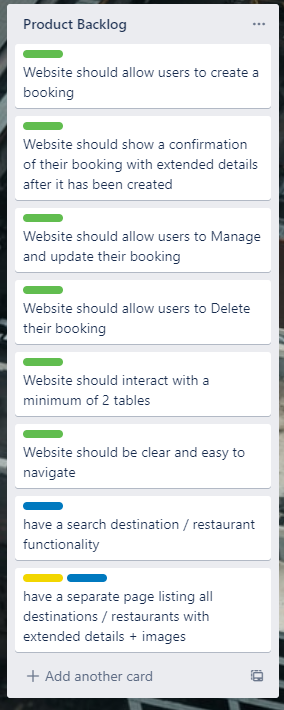 Product Backlog
Website should allow users to create a
booking
Website should show a confirmation
of their booking with extended details
after it has been created
Website should allow users to Manage
and update their booking
Website should allow users to Delete
their booking
Website should interact with a
minimum of 2 tables
Website should be clear and easy to
navigate
have a search destination / restaurant
functionality
have a separate page listing all
destinations / restaurants with
extended details + images
+ Add another card